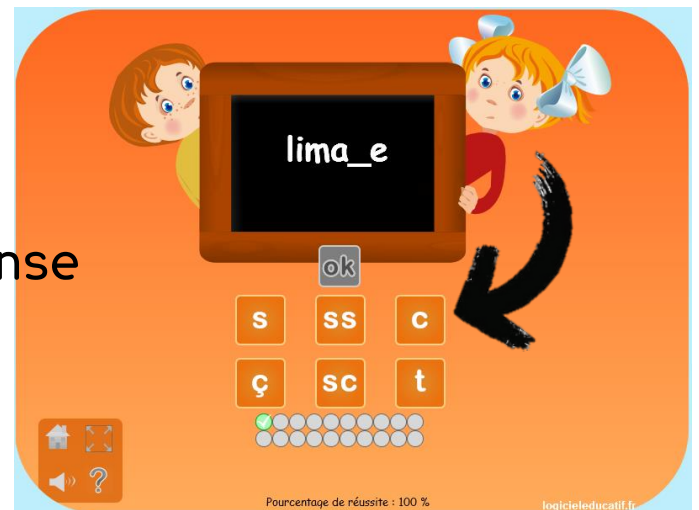 lima_e
nse
ok
s ss c
ç sc t
?
Pourcentage de réussite : 100 %
logicieleducatif.fr